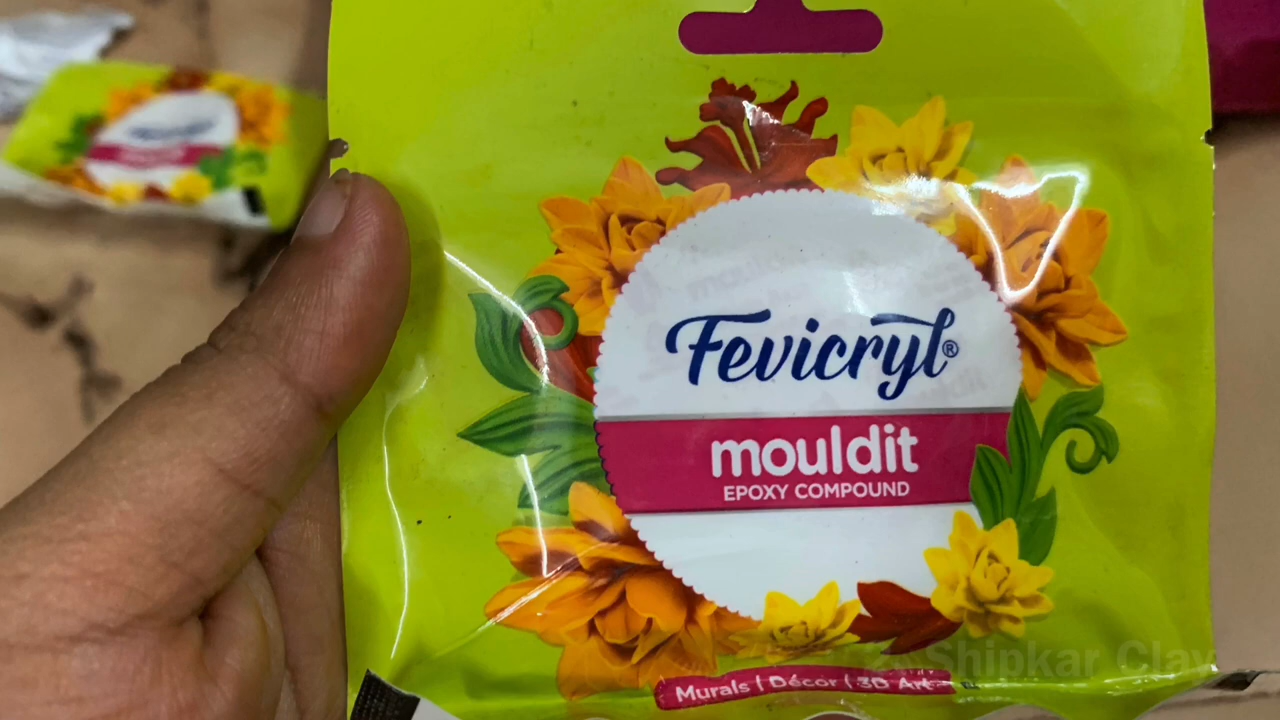 Fevicryl®
mouldit
EPOXY COMPOUND
Murals | Décor | 3D Art
Shipkar Clay